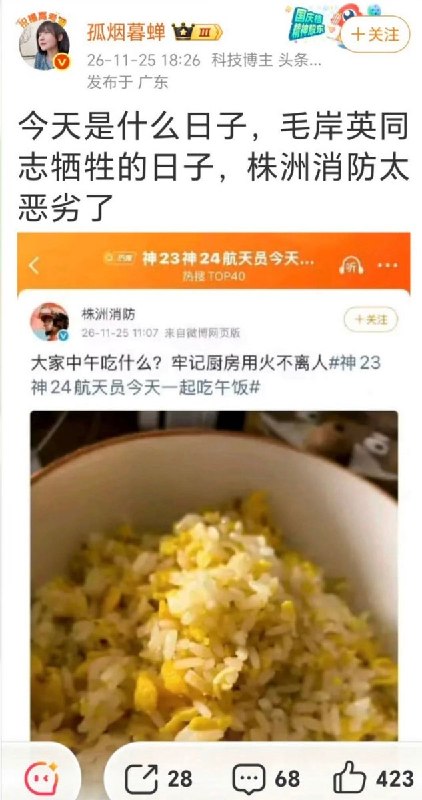 孤烟暮蝉
+关注
26-11-25 18:26 科技博主 头条...
发布于 广东
今天是什么日子，毛岸英同
志牺牲的日子，株洲消防太
恶劣了
神23神24航天员今天...
热搜 TOP40
听
株洲消防
26-11-25 11:07 来自微博网页版
+关注
大家中午吃什么？牢记厨房用火不离人#神23
神24航天员今天一起吃午饭#
28
68
423